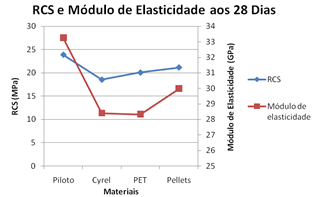 RCS e Módulo de Elasticidade aos 28 Dias
RCS (MPa)
30
25
20
15
10
5
0
Piloto Cyrel PET Pellets
Materiais
34
33
32
31
30
29
28
27
26
25
Módulo de Elasticidade (GPa)
RCS
Módulo de
elasticidade